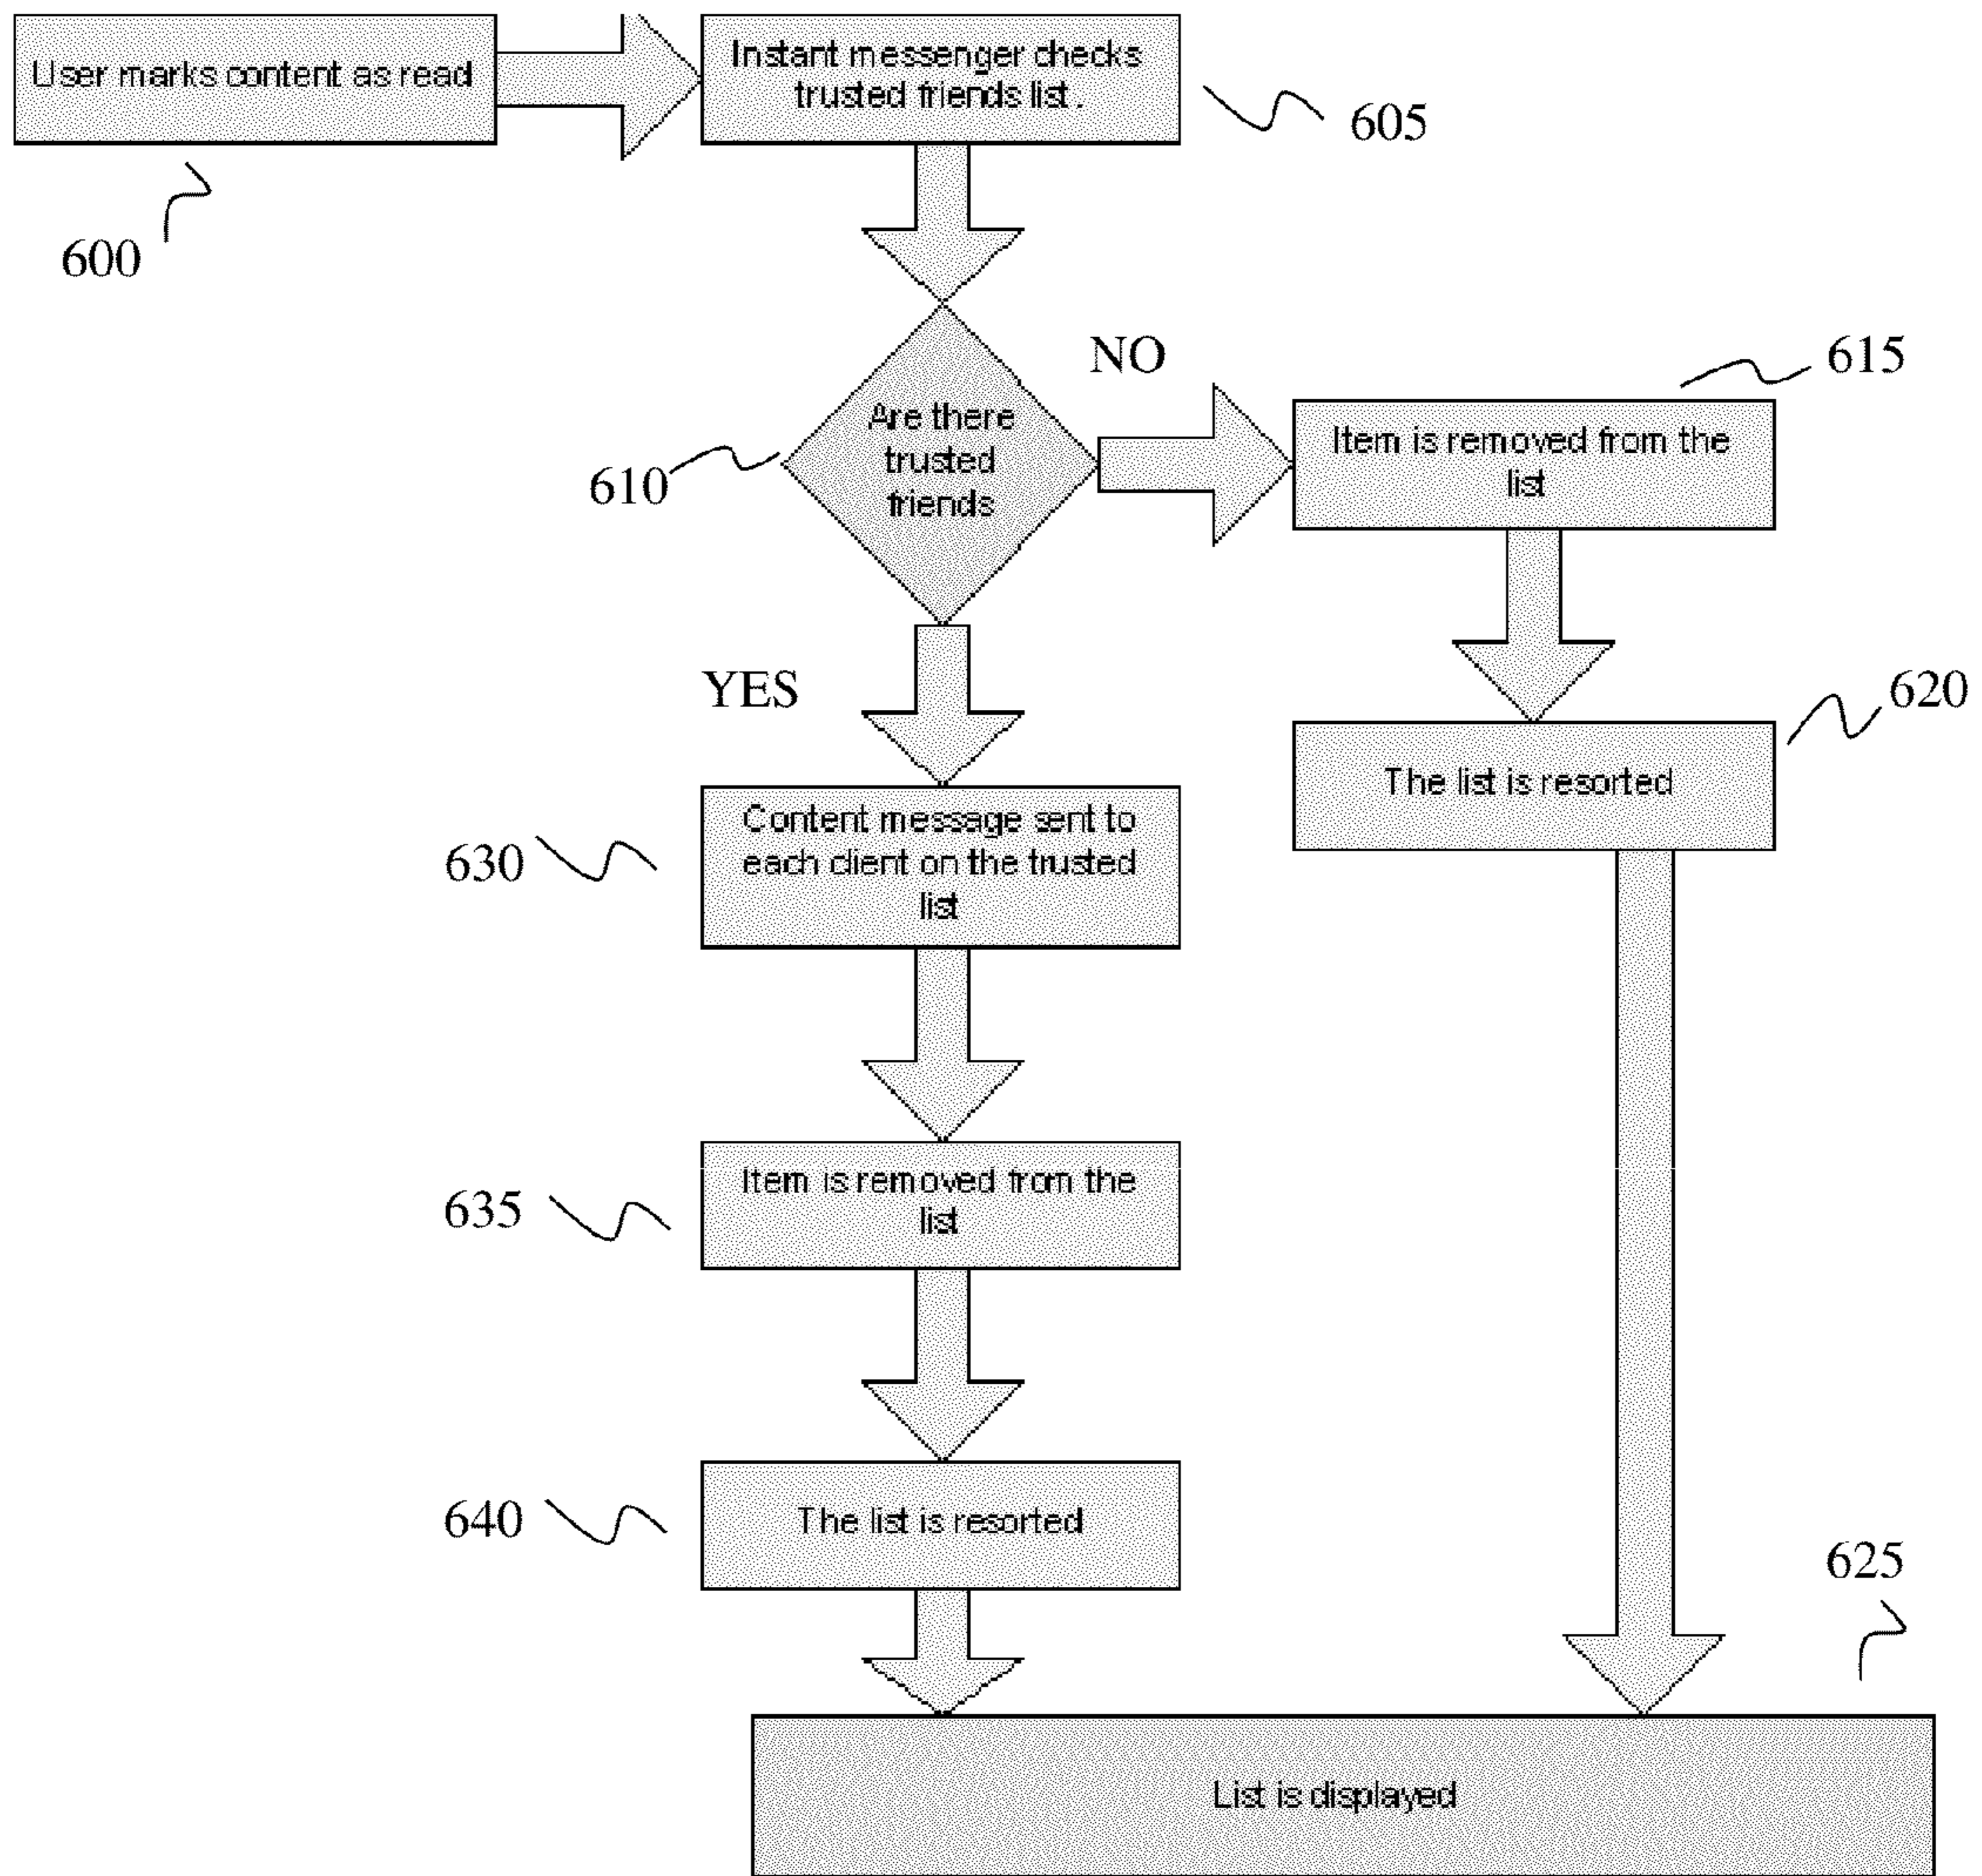 User marks content as read
Instant messenger checks
trusted friends list.
605
600
Are there
trusted
friends
610
NO
615
Item is removed from the
list
YES
620
The list is resorted
630
Content message sent to
each client on the trusted
list
635
Item is removed from the
list
640
The list is resorted
625
List is displayed